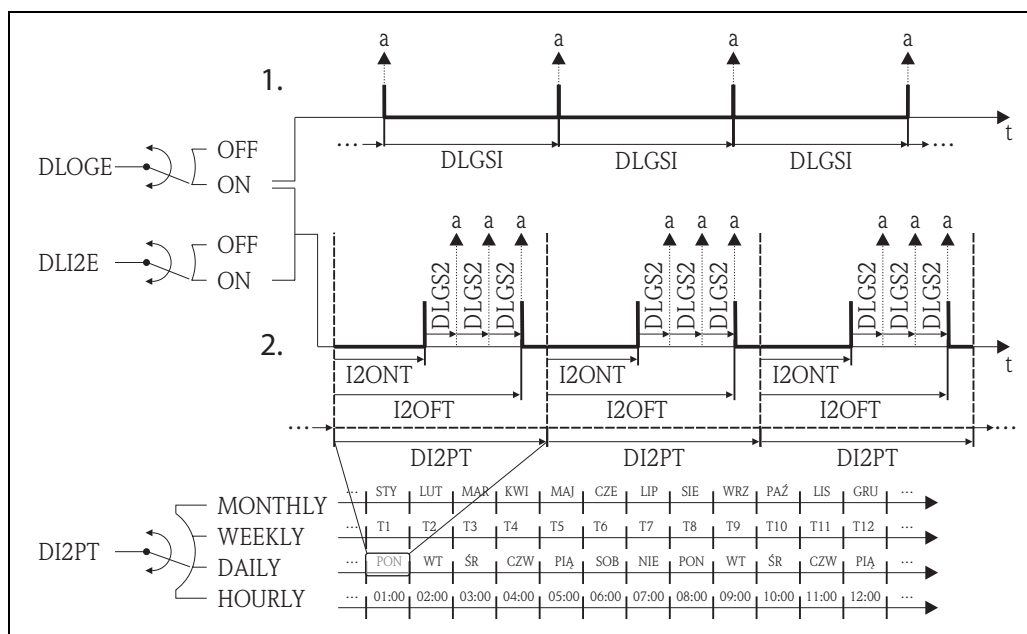 a a a a
1.
t
... DLGSI DLGSI DLGSI ...
DLOGE OFF
ON
a a a a a a a a a
DLI2E OFF
ON
DLGS2 DLGS2 DLGS2 DLGS2 DLGS2 DLGS2 DLGS2 DLGS2 DLGS2
2.
t
I2ONT I2ONT I2ONT
I2OFT I2OFT I2OFT
... ...
DI2PT DI2PT DI2PT
MONTHLY ... STY LUT MAR KWI MAJ CZE LIP SIE WRZ PAŹ LIS GRU ...
WEEKLY ... T1 T2 T3 T4 T5 T6 T7 T8 T9 T10 T11 T12 ...
DI2PT
DAILY ... PON WT ŚR CZW PIĄ SOB NIE PON WT ŚR CZW PIĄ ...
HOURLY ... 01:00 02:00 03:00 04:00 05:00 06:00 07:00 08:00 09:00 10:00 11:00 12:00 ...